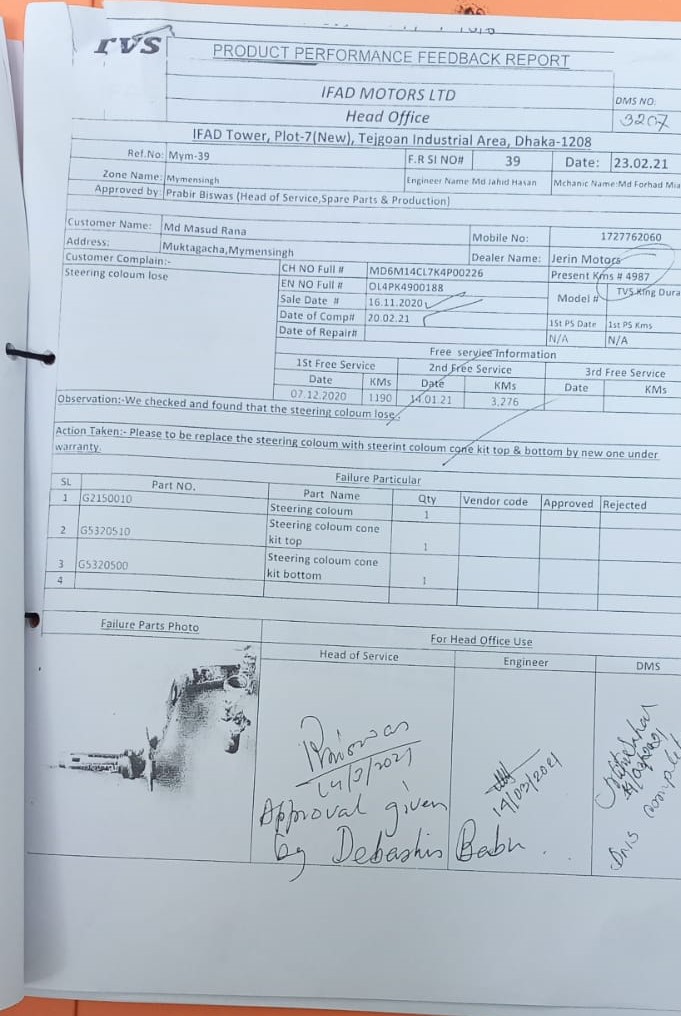 TVS
PRODUCT PERFORMANCE FEEDBACK REPORT
IFAD MOTORS LTD
DMS NO:
Head Office
3207
IFAD Tower, Plot-7(New), Tejgoan Industrial Area, Dhaka-1208
Ref.No: Mym-39 F.R SI NO# 39 Date: 23.02.21
Zone Name: Mymensingh Engineer Name Md Jahid Hasan Mchanic Name:Md Forhad Mia
Approved by: Prabir Biswas (Head of Service,Spare Parts & Production)
Customer Name: Md Masud Rana Mobile No: 1727762060
Address: Muktagacha,Mymensingh Dealer Name: Jerin Motors
Customer Complain:- CH NO Full # MD6M14CL7K4P00226 Present Kms # 4987
Steering coloum lose EN NO Full # OL4PK4900188 Model # TVS King Dura
Sale Date # 16.11.2020
Date of Comp# 20.02.21 1St PS Date 1st PS Kms
Date of Repair# N/A N/A
Free service Information
1St Free Service 2nd Free Service 3rd Free Service
Date KMs Date KMs Date KMs
07.12.2020 1190 14.01.21 3,276
Observation:-We checked and found that the steering coloum lose.
Action Taken:- Please to be replace the steering coloum with steerint coloum cone kit top & bottom by new one under
warranty.
Failure Particular
SL Part NO. Part Name Qty Vendor code Approved Rejected
1 G2150010 Steering coloum 1
2 G5320510 Steering coloum cone
kit top 1
3 G5320500 Steering coloum cone
kit bottom 1
4
Failure Parts Photo For Head Office Use
Head of Service Engineer DMS
14/3/2021
14/03/2021
Approval given
by Debashis Babu.
DMS complet